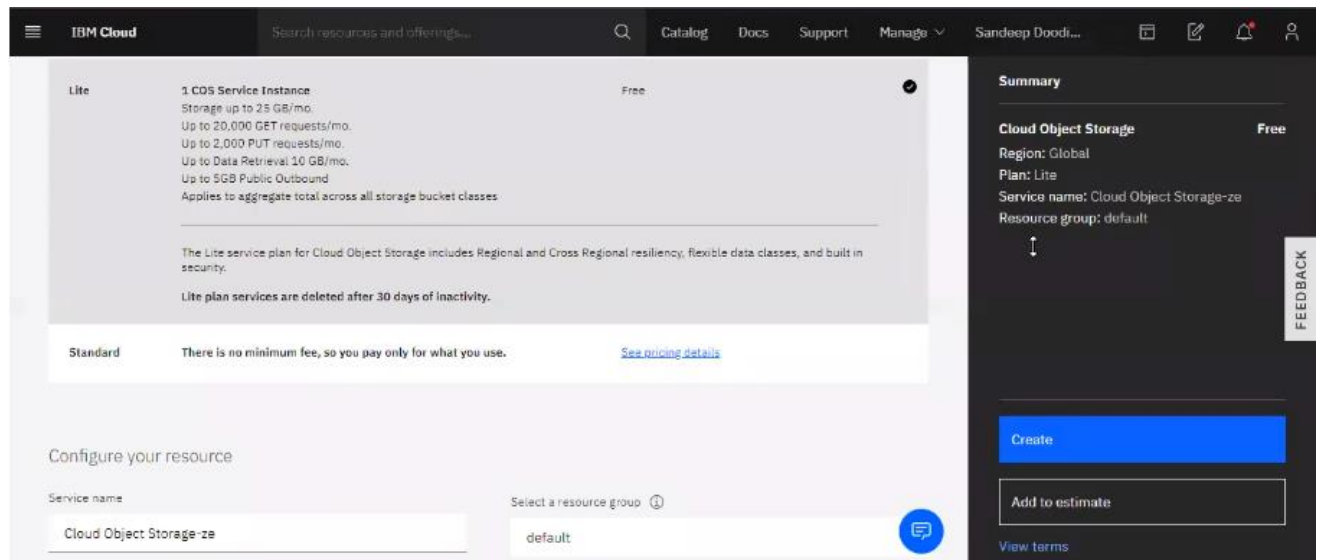 IBM Cloud
Search resources and offerings...
Catalog
Docs
Support
Manage
Sandeep Doodi...
Lite
1 COS Service Instance
Free
Storage up to 25 GB/mo.
Up to 20,000 GET requests/mo.
Up to 2,000 PUT requests/mo.
Up to Data Retrieval 10 GB/mo.
Up to 5GB Public Outbound
Applies to aggregate total across all storage bucket classes
The Lite service plan for Cloud Object Storage includes Regional and Cross Regional resiliency, flexible data classes, and built in
security.
Lite plan services are deleted after 30 days of inactivity.
Standard
There is no minimum fee, so you pay only for what you use.
See pricing details
Configure your resource
Service name
Cloud Object Storage-ze
Select a resource group
default
Summary
Cloud Object Storage
Free
Region: Global
Plan: Lite
Service name: Cloud Object Storage-ze
Resource group: default
FEEDBACK
Create
Add to estimate
View terms